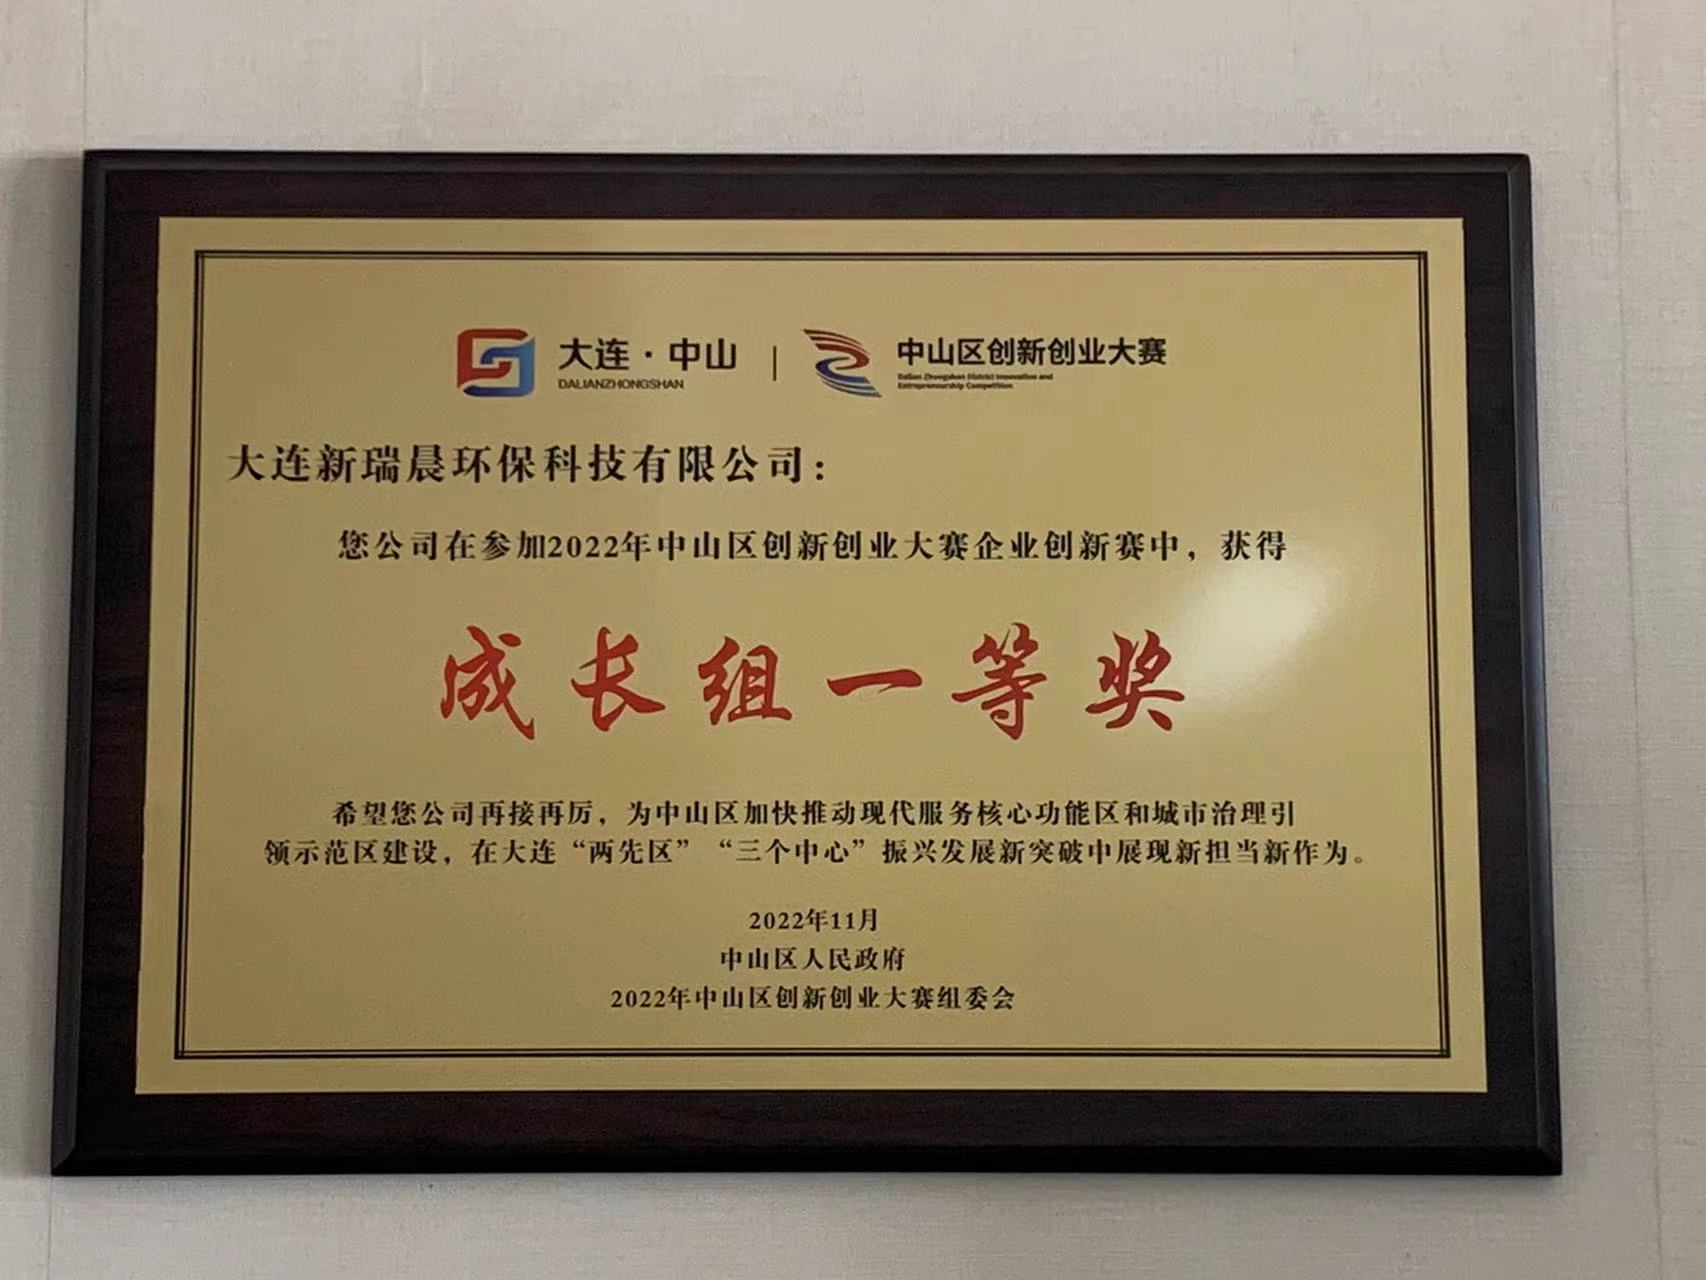 大连·中山
DALIANZHONGSHAN
中山区创新创业大赛
Dalian Zhongshan District Innovation and
Entrepreneurship Competition
大连新瑞晨环保科技有限公司：
您公司在参加2022年中山区创新创业大赛企业创新赛中，获得
成长组一等奖
希望您公司再接再厉，为中山区加快推动现代服务核心功能区和城市治理引
领示范区建设，在大连“两先区”“三个中心”振兴发展新突破中展现新担当新作为。
2022年11月
中山区人民政府
2022年中山区创新创业大赛组委会